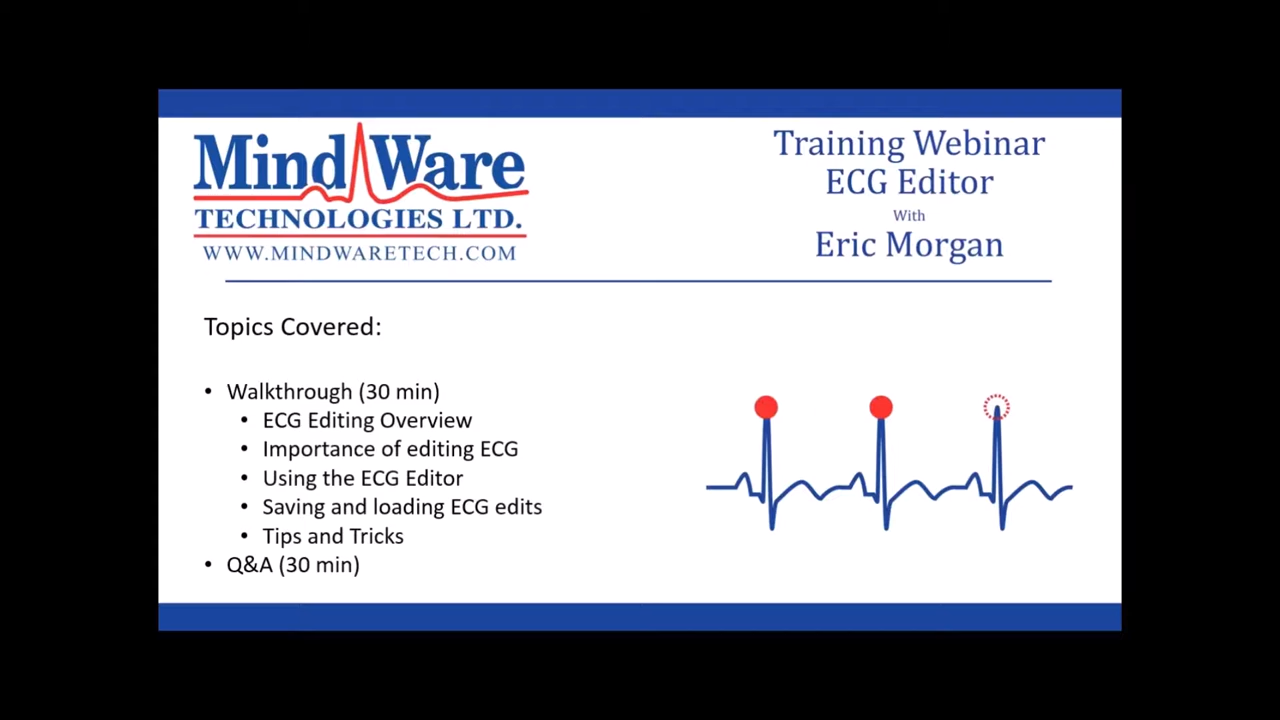 MindWare
TECHNOLOGIES LTD.
WWW.MINDWARETECH.COM
Training Webinar
ECG Editor
With
Eric Morgan
Topics Covered:
• Walkthrough (30 min)
• ECG Editing Overview
• Importance of editing ECG
• Using the ECG Editor
• Saving and loading ECG edits
• Tips and Tricks
• Q&A (30 min)